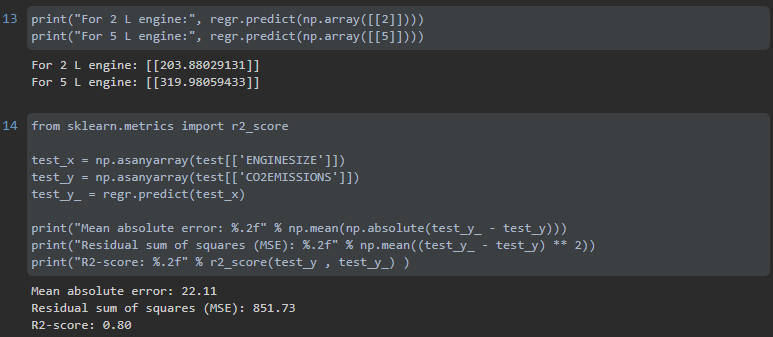 13
print("For 2 L engine:", regr.predict(np.array([[2]])))
print("For 5 L engine:", regr.predict(np.array([[5]])))
For 2 L engine: [[203.88029131]]
For 5 L engine: [[319.98059433]]
14
from sklearn.metrics import r2_score
test_x = np.asanyarray(test[['ENGINESIZE']])
test_y = np.asanyarray(test[['CO2EMISSIONS']])
test_y_ = regr.predict(test_x)
print("Mean absolute error: %.2f" % np.mean(np.absolute(test_y_ - test_y)))
print("Residual sum of squares (MSE): %.2f" % np.mean((test_y_ - test_y) ** 2))
print("R2-score: %.2f" % r2_score(test_y , test_y_) )
Mean absolute error: 22.11
Residual sum of squares (MSE): 851.73
R2-score: 0.80